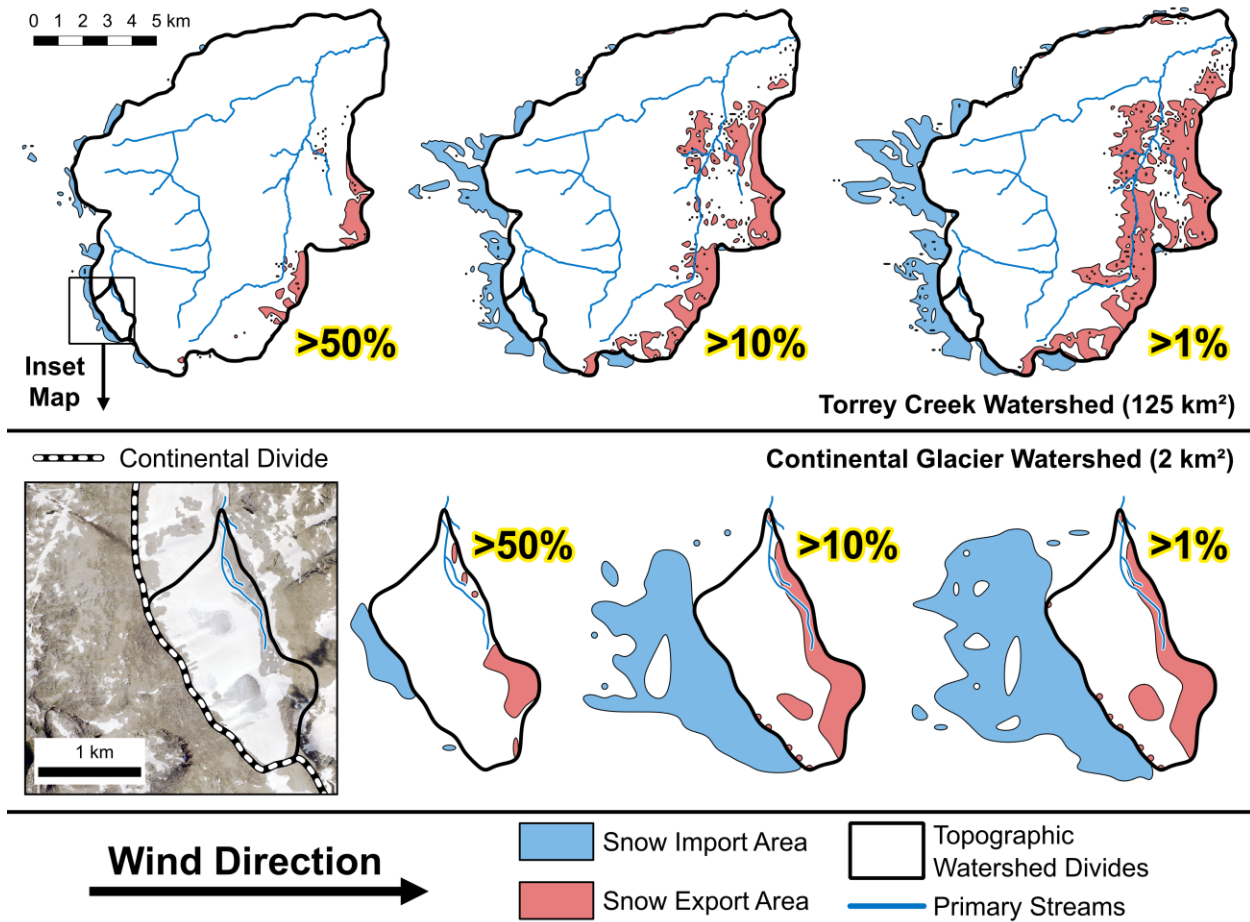 0 1 2 3 4 5 km
>50%
>10%
>1%
Inset
Map
Torrey Creek Watershed (125 km²)
Continental Divide
Continental Glacier Watershed (2 km²)
>50%
>10%
>1%
1 km
Wind Direction
Snow Import Area
Snow Export Area
Topographic
Watershed Divides
Primary Streams